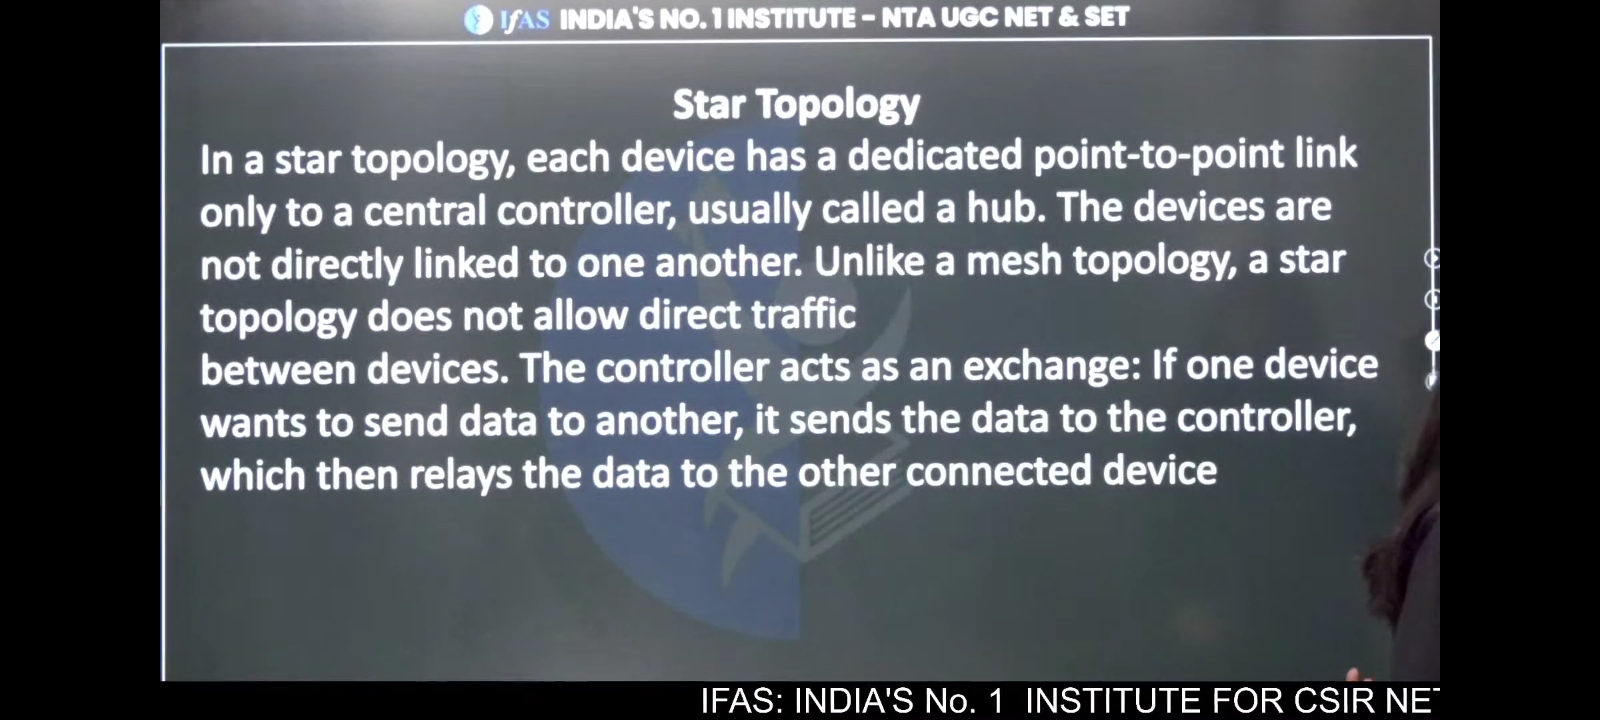 IfAS INDIA'S NO. 1 INSTITUTE – NTA UGC NET & SET
Star Topology
In a star topology, each device has a dedicated point-to-point link
only to a central controller, usually called a hub. The devices are
not directly linked to one another. Unlike a mesh topology, a star
topology does not allow direct traffic
between devices. The controller acts as an exchange: If one device
wants to send data to another, it sends the data to the controller,
which then relays the data to the other connected device
IFAS: INDIA'S No. 1 INSTITUTE FOR CSIR NET